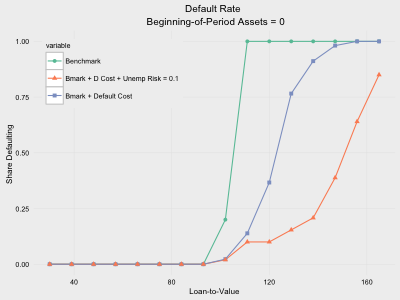 Default Rate
Beginning-of-Period Assets = 0
1.00
0.75
0.50
0.25
0.00
Share Defaulting
variable
Benchmark
Bmark + D Cost + Unemp Risk = 0.1
Bmark + Default Cost
40
80
120
160
Loan-to-Value